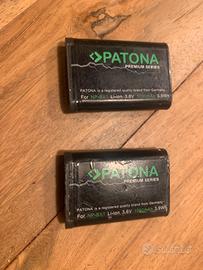 PATONA
PREMIUM SERIES
PATONA is a registered quality brand from Germany
For NP-BX1 Li-ion 3.6V
PATONA
PREMIUM SERIES
PATONA is a registered quality brand from Germany
For NP-BX1 Li-ion 3.6V
subito